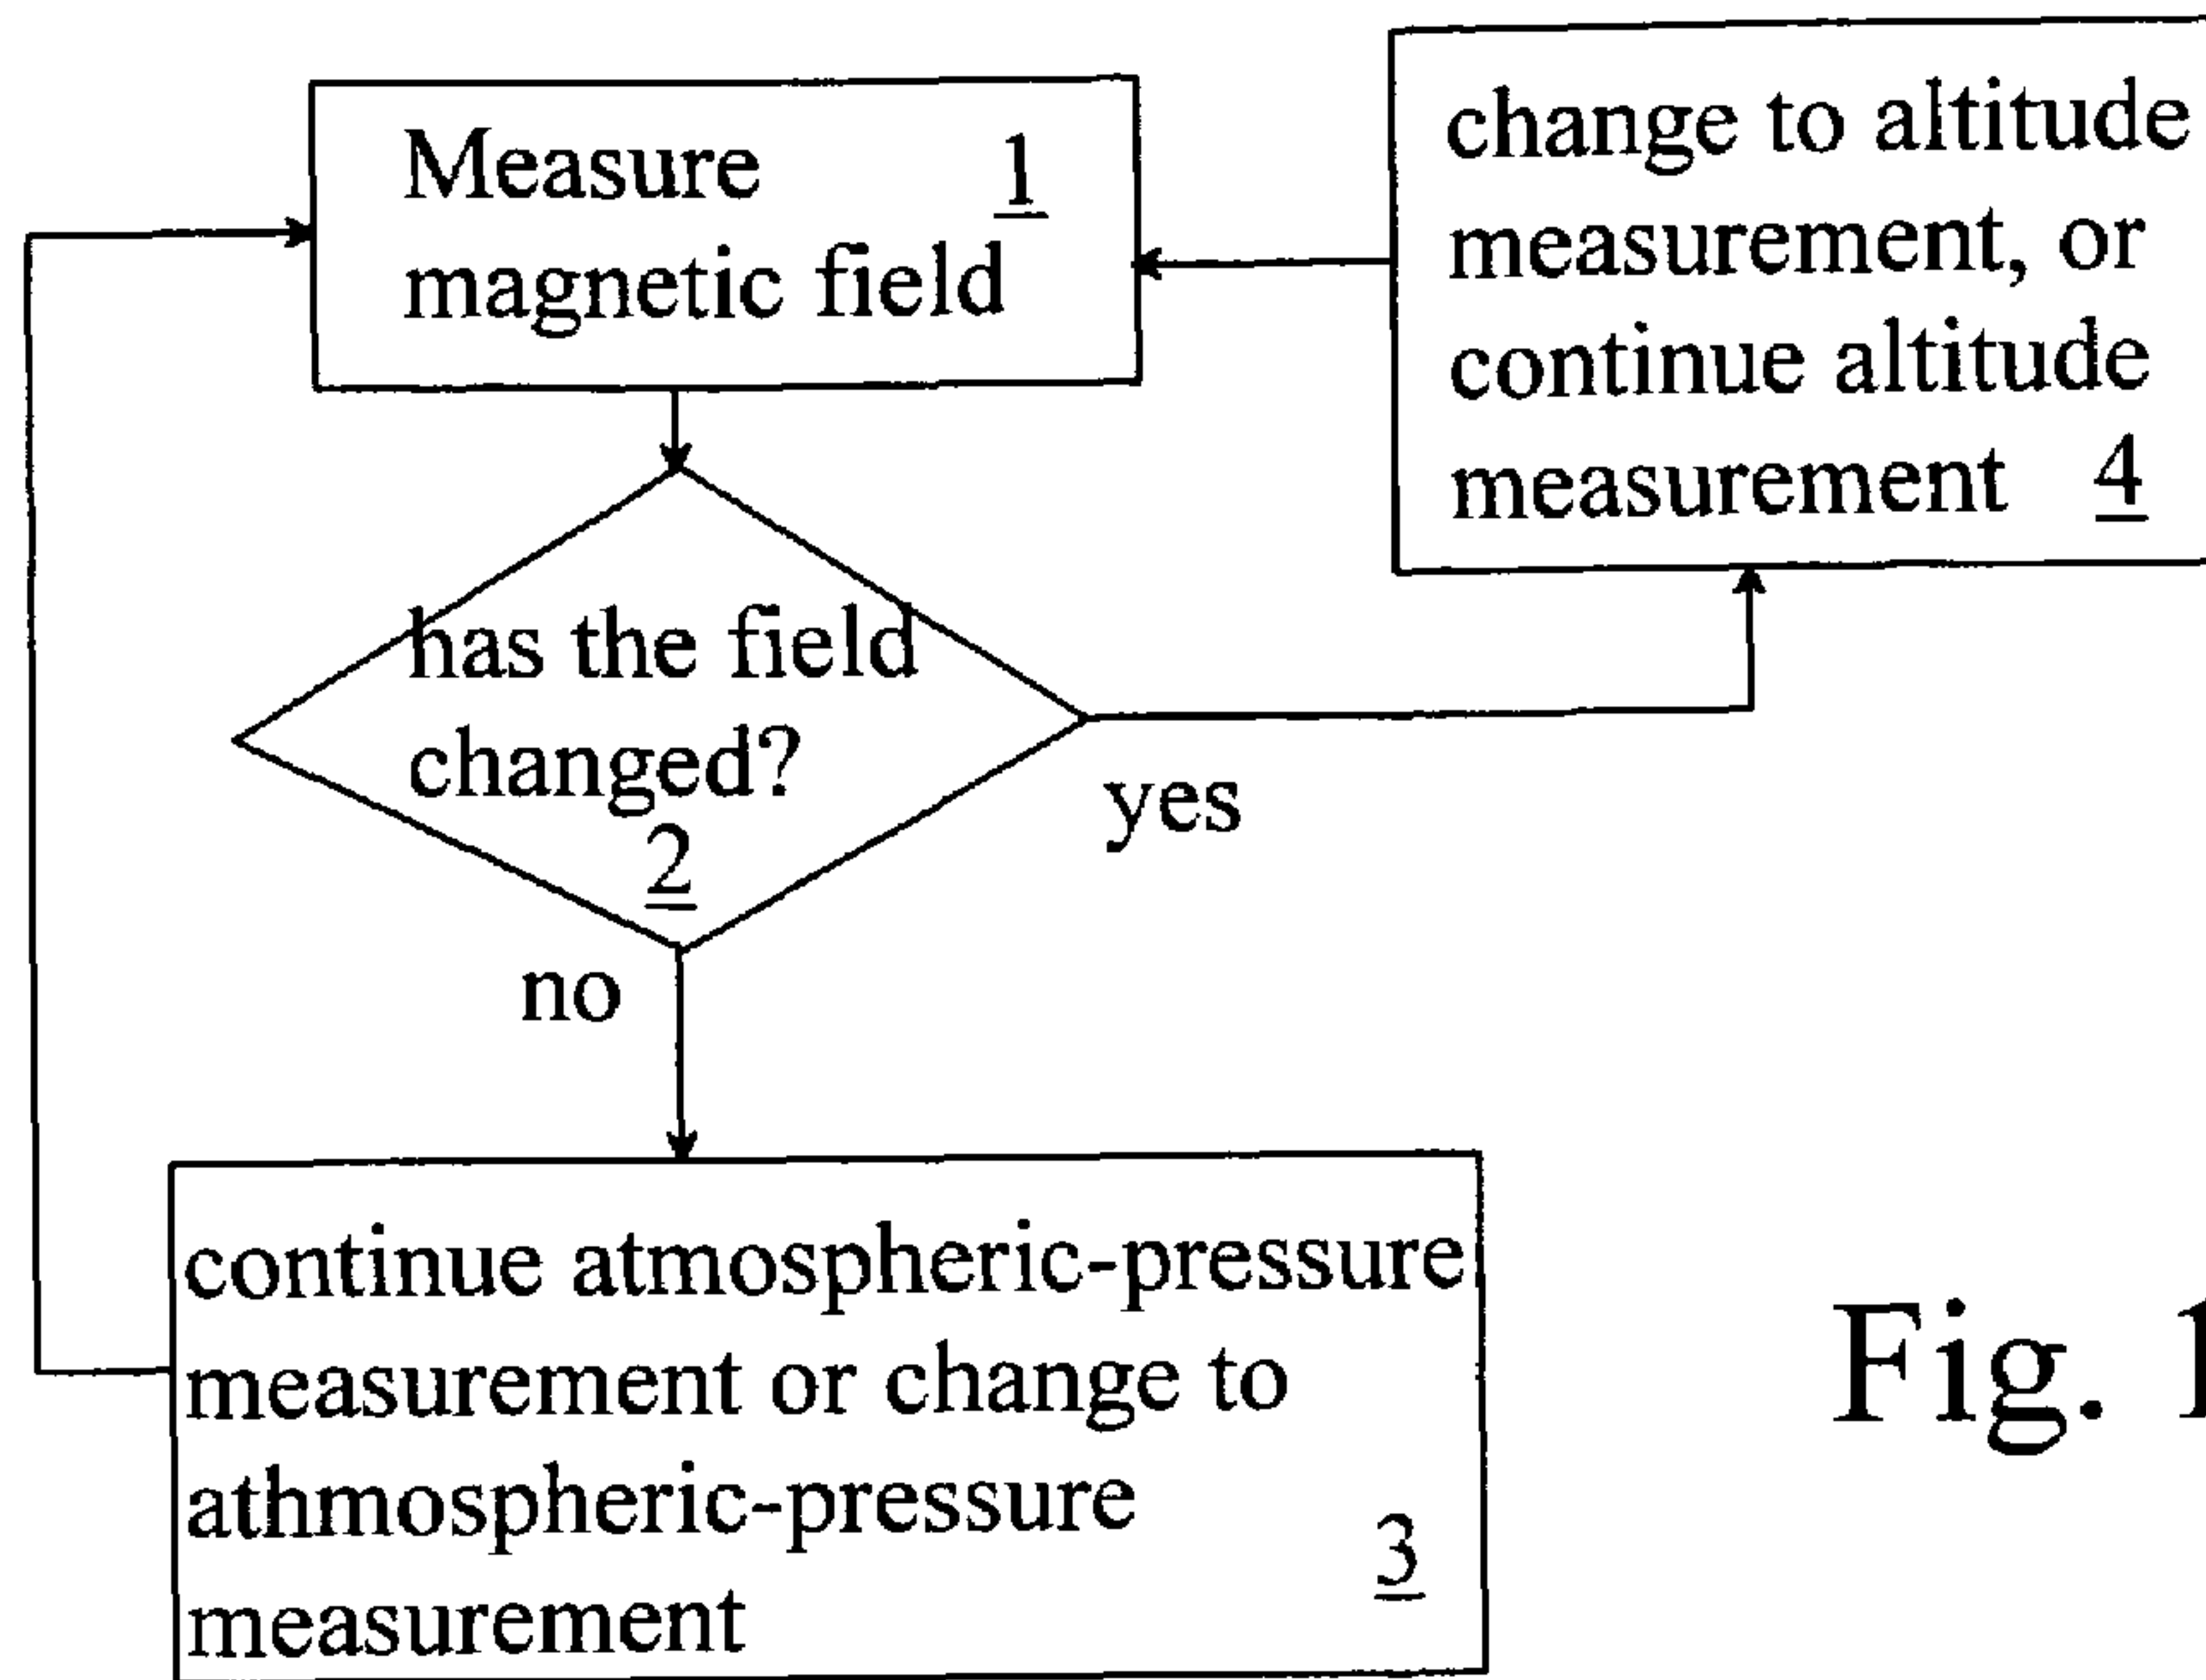 Measure 1
magnetic field
change to altitude
measurement, or
continue altitude
measurement 4
has the field
changed?
2
yes
no
continue atmospheric-pressure
measurement or change to
athmospheric-pressure
measurement 3
Fig. 1